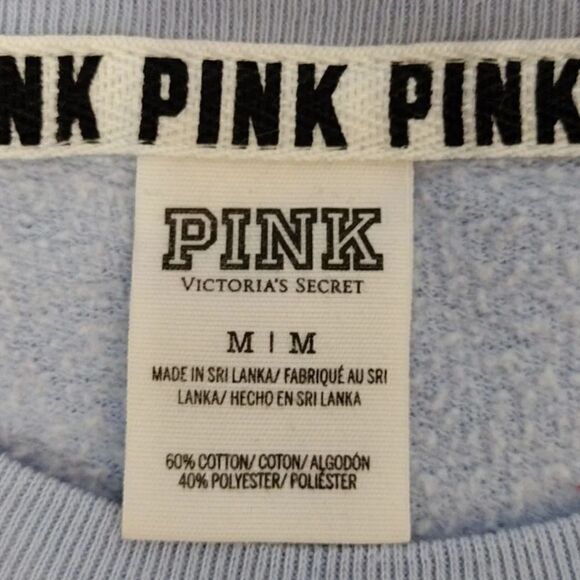 NK PINK PINK
PINK
VICTORIA'S SECRET
M | M
MADE IN SRI LANKA/ FABRIQUÉ AU SRI
LANKA/ HECHO EN SRI LANKA
60% COTTON/ COTON/ ALGODÓN
40% POLYESTER/ POLIÉSTER